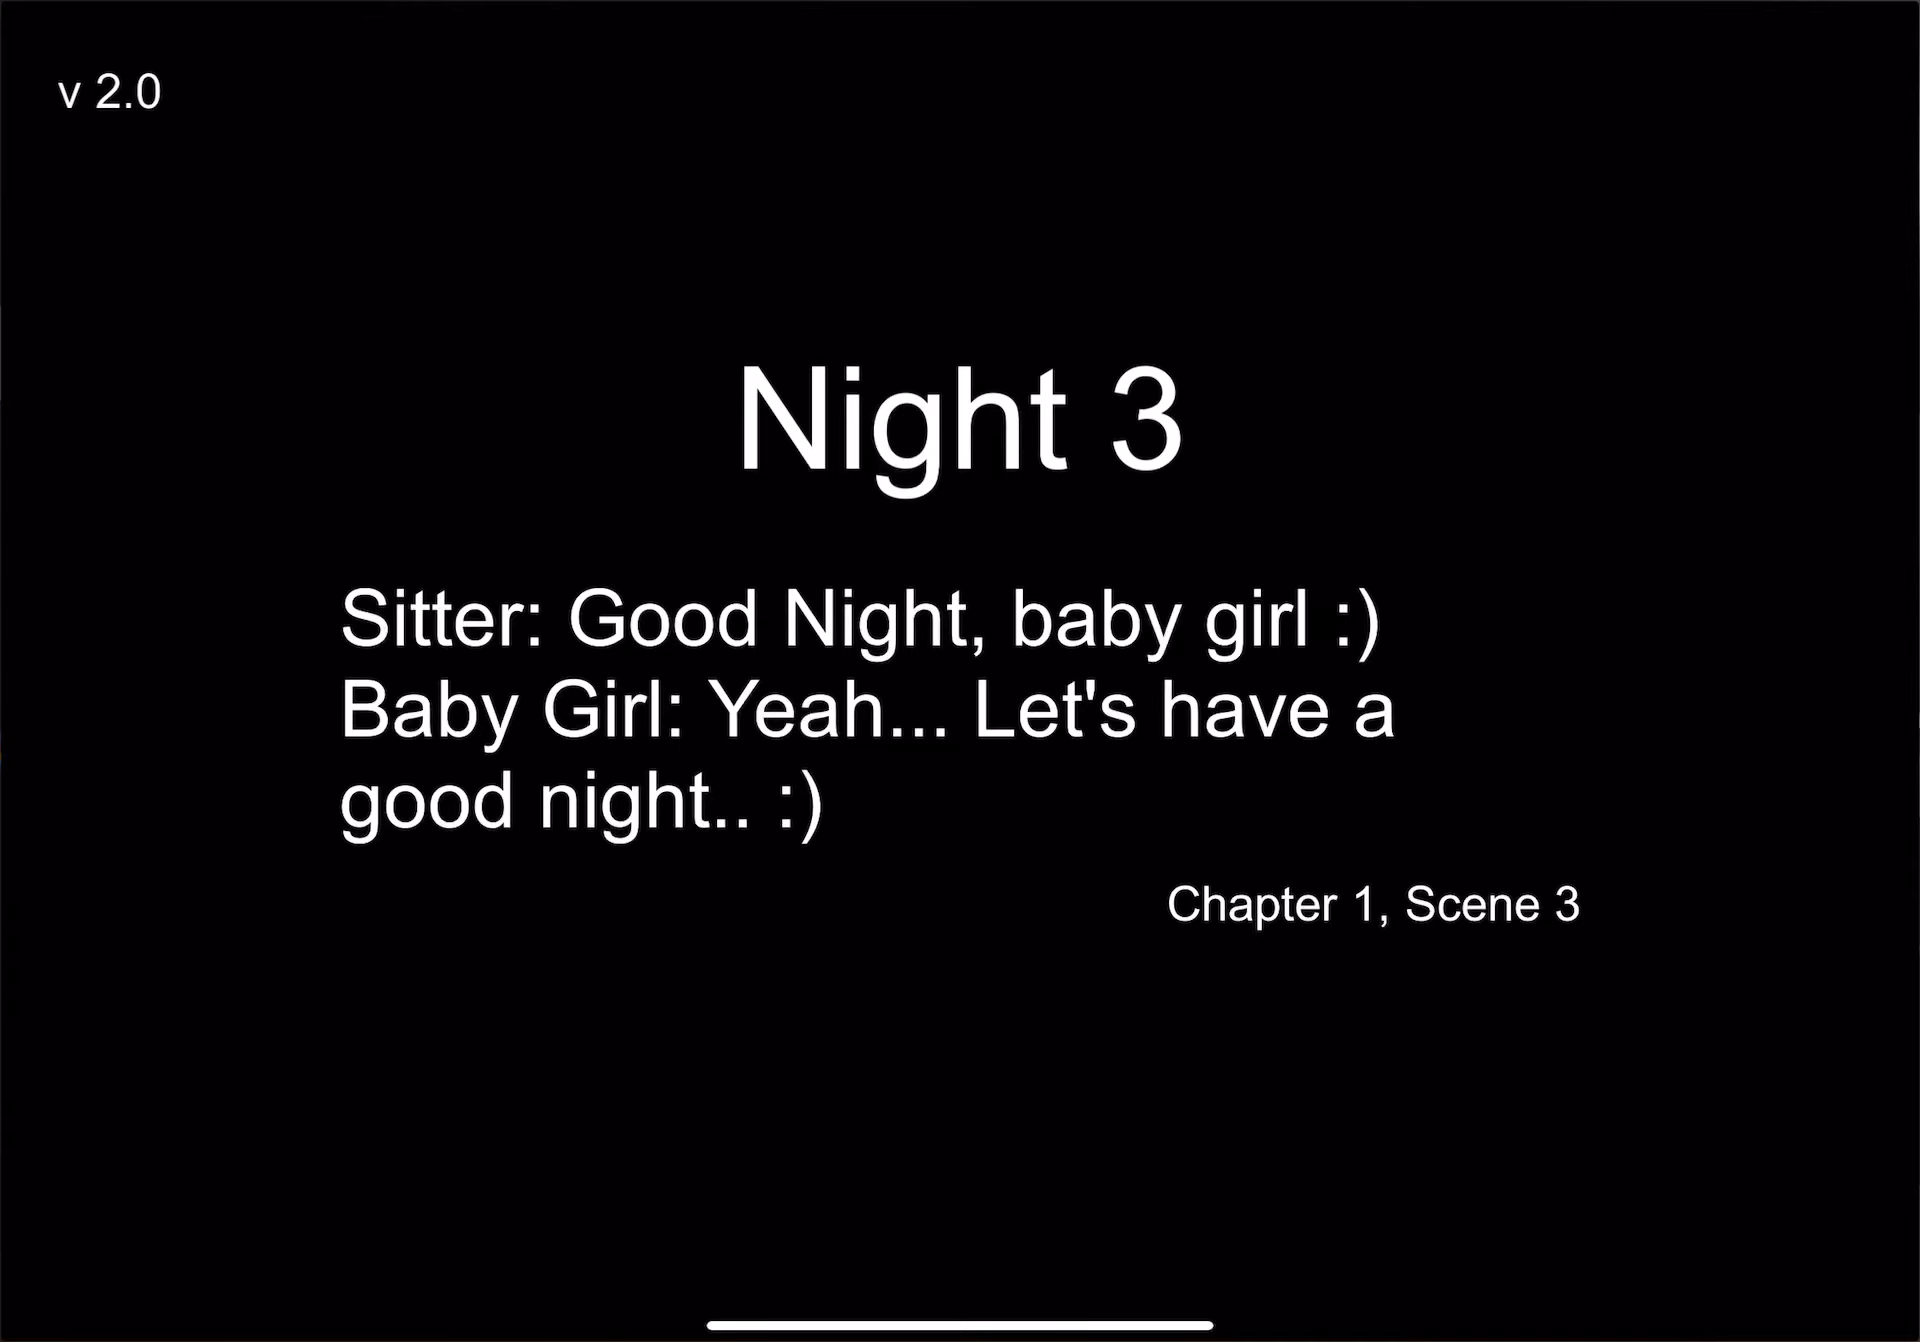 v 2.0
Night 3
Sitter: Good Night, baby girl :)
Baby Girl: Yeah... Let's have a
good night.. :)
Chapter 1, Scene 3